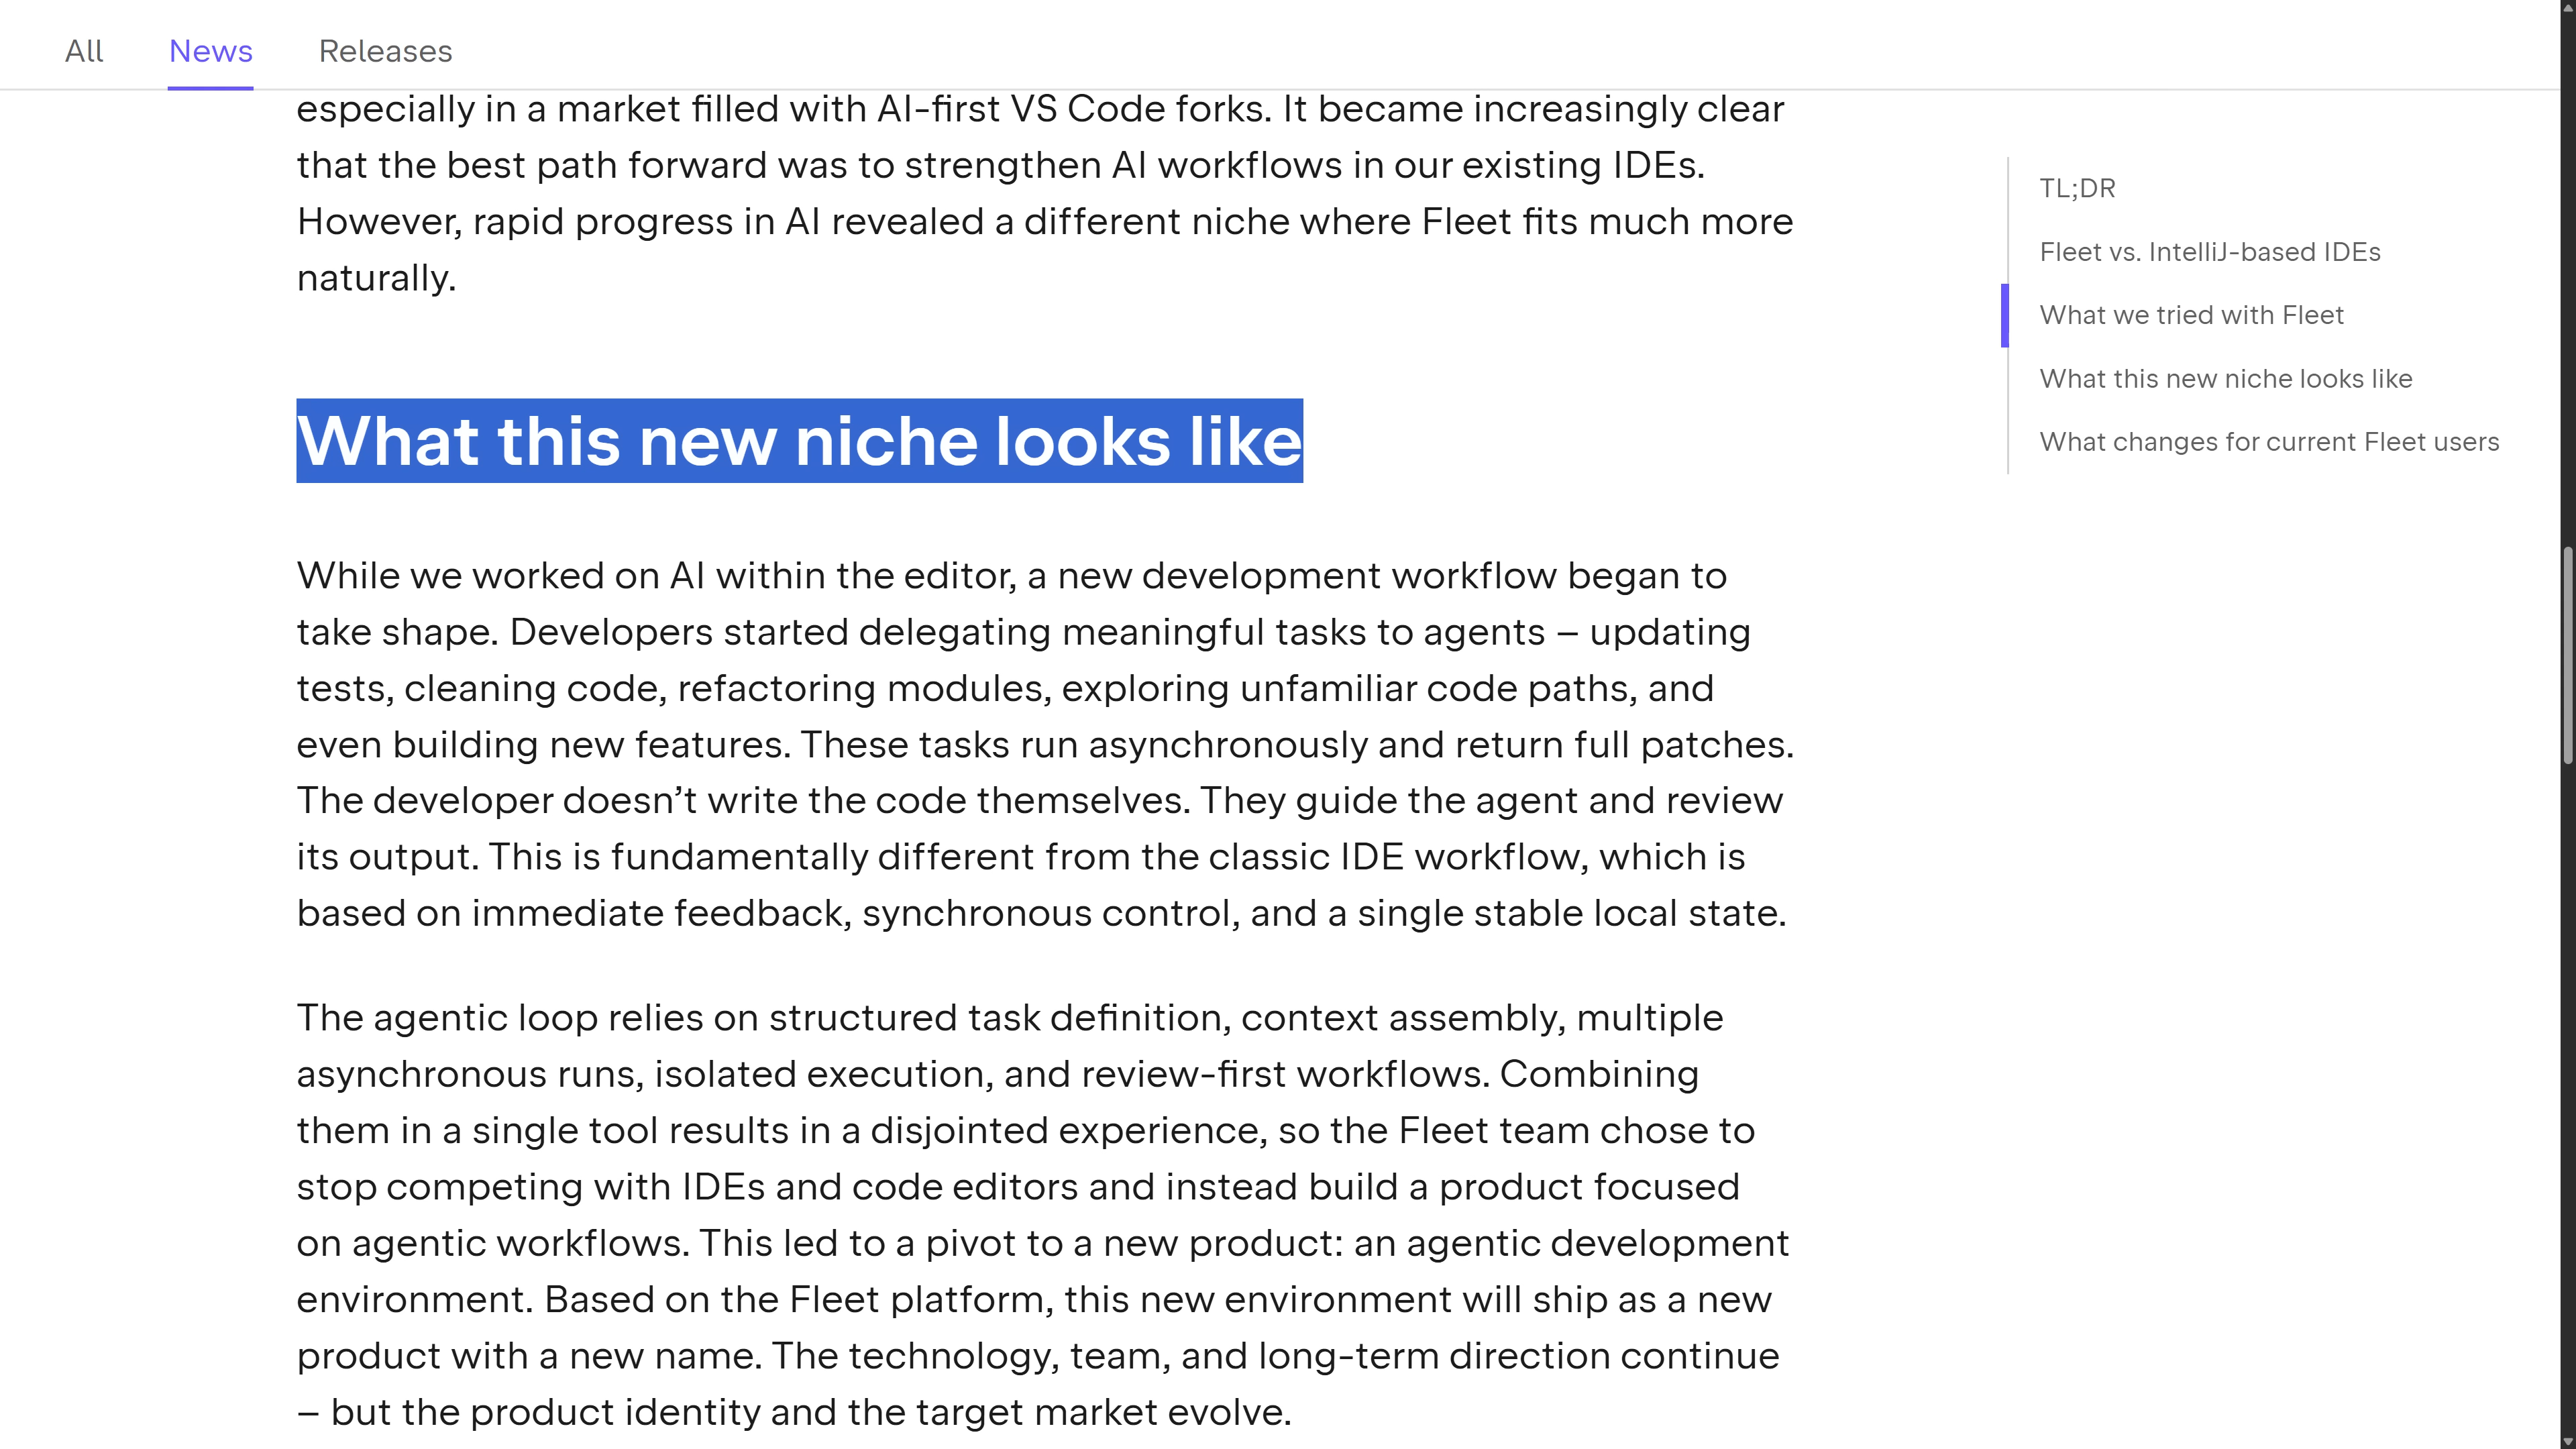 All
News
Releases
especially in a market filled with AI-first VS Code forks. It became increasingly clear
that the best path forward was to strengthen AI workflows in our existing IDEs.
However, rapid progress in AI revealed a different niche where Fleet fits much more
naturally.
What this new niche looks like
While we worked on AI within the editor, a new development workflow began to
take shape. Developers started delegating meaningful tasks to agents – updating
tests, cleaning code, refactoring modules, exploring unfamiliar code paths, and
even building new features. These tasks run asynchronously and return full patches.
The developer doesn’t write the code themselves. They guide the agent and review
its output. This is fundamentally different from the classic IDE workflow, which is
based on immediate feedback, synchronous control, and a single stable local state.
The agentic loop relies on structured task definition, context assembly, multiple
asynchronous runs, isolated execution, and review-first workflows. Combining
them in a single tool results in a disjointed experience, so the Fleet team chose to
stop competing with IDEs and code editors and instead build a product focused
on agentic workflows. This led to a pivot to a new product: an agentic development
environment. Based on the Fleet platform, this new environment will ship as a new
product with a new name. The technology, team, and long-term direction continue
– but the product identity and the target market evolve.
TL;DR
Fleet vs. IntelliJ-based IDEs
What we tried with Fleet
What this new niche looks like
What changes for current Fleet users